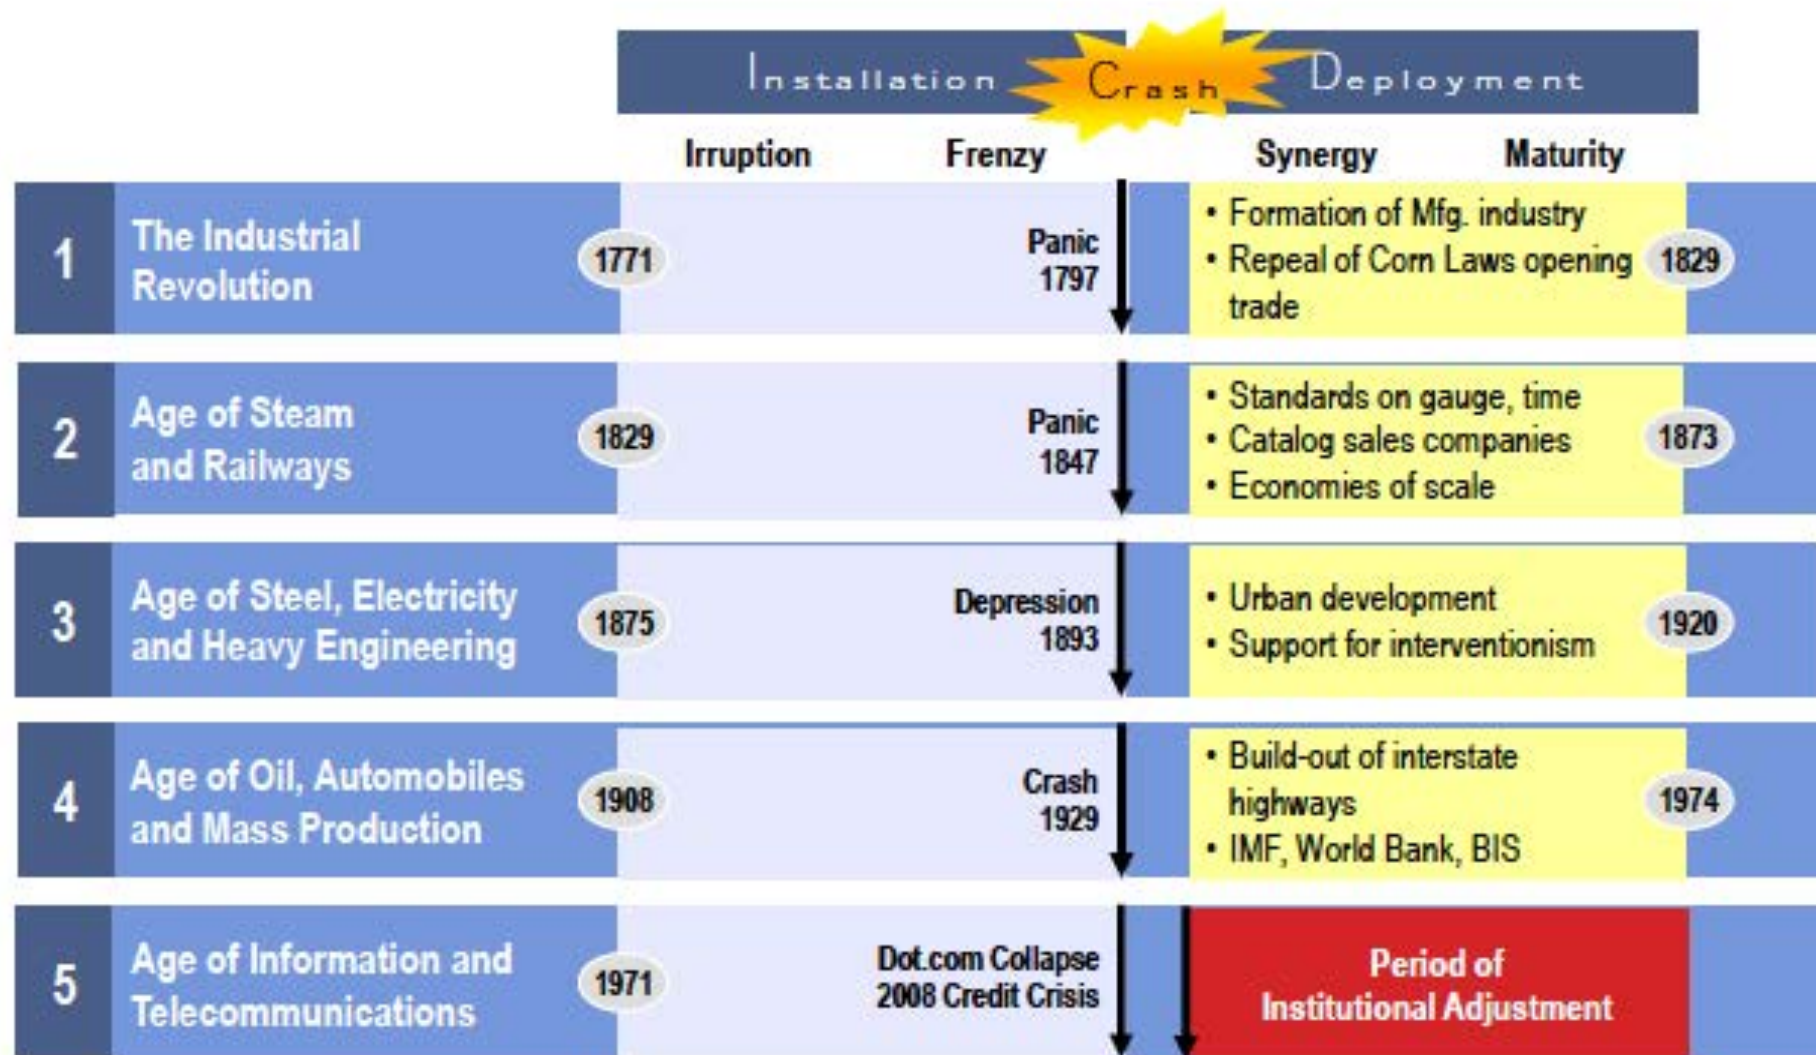 Installation Crash Deployment
Irruption Frenzy Synergy Maturity
1
The Industrial
Revolution
1771
Panic
1797
• Formation of Mfg. industry
• Repeal of Corn Laws opening
trade
1829
2
Age of Steam
and Railways
1829
Panic
1847
• Standards on gauge, time
• Catalog sales companies
• Economies of scale
1873
3
Age of Steel, Electricity
and Heavy Engineering
1875
Depression
1893
• Urban development
• Support for interventionism
1920
4
Age of Oil, Automobiles
and Mass Production
1908
Crash
1929
• Build-out of interstate
highways
• IMF, World Bank, BIS
1974
5
Age of Information and
Telecommunications
1971
Dot.com Collapse
2008 Credit Crisis
Period of
Institutional Adjustment